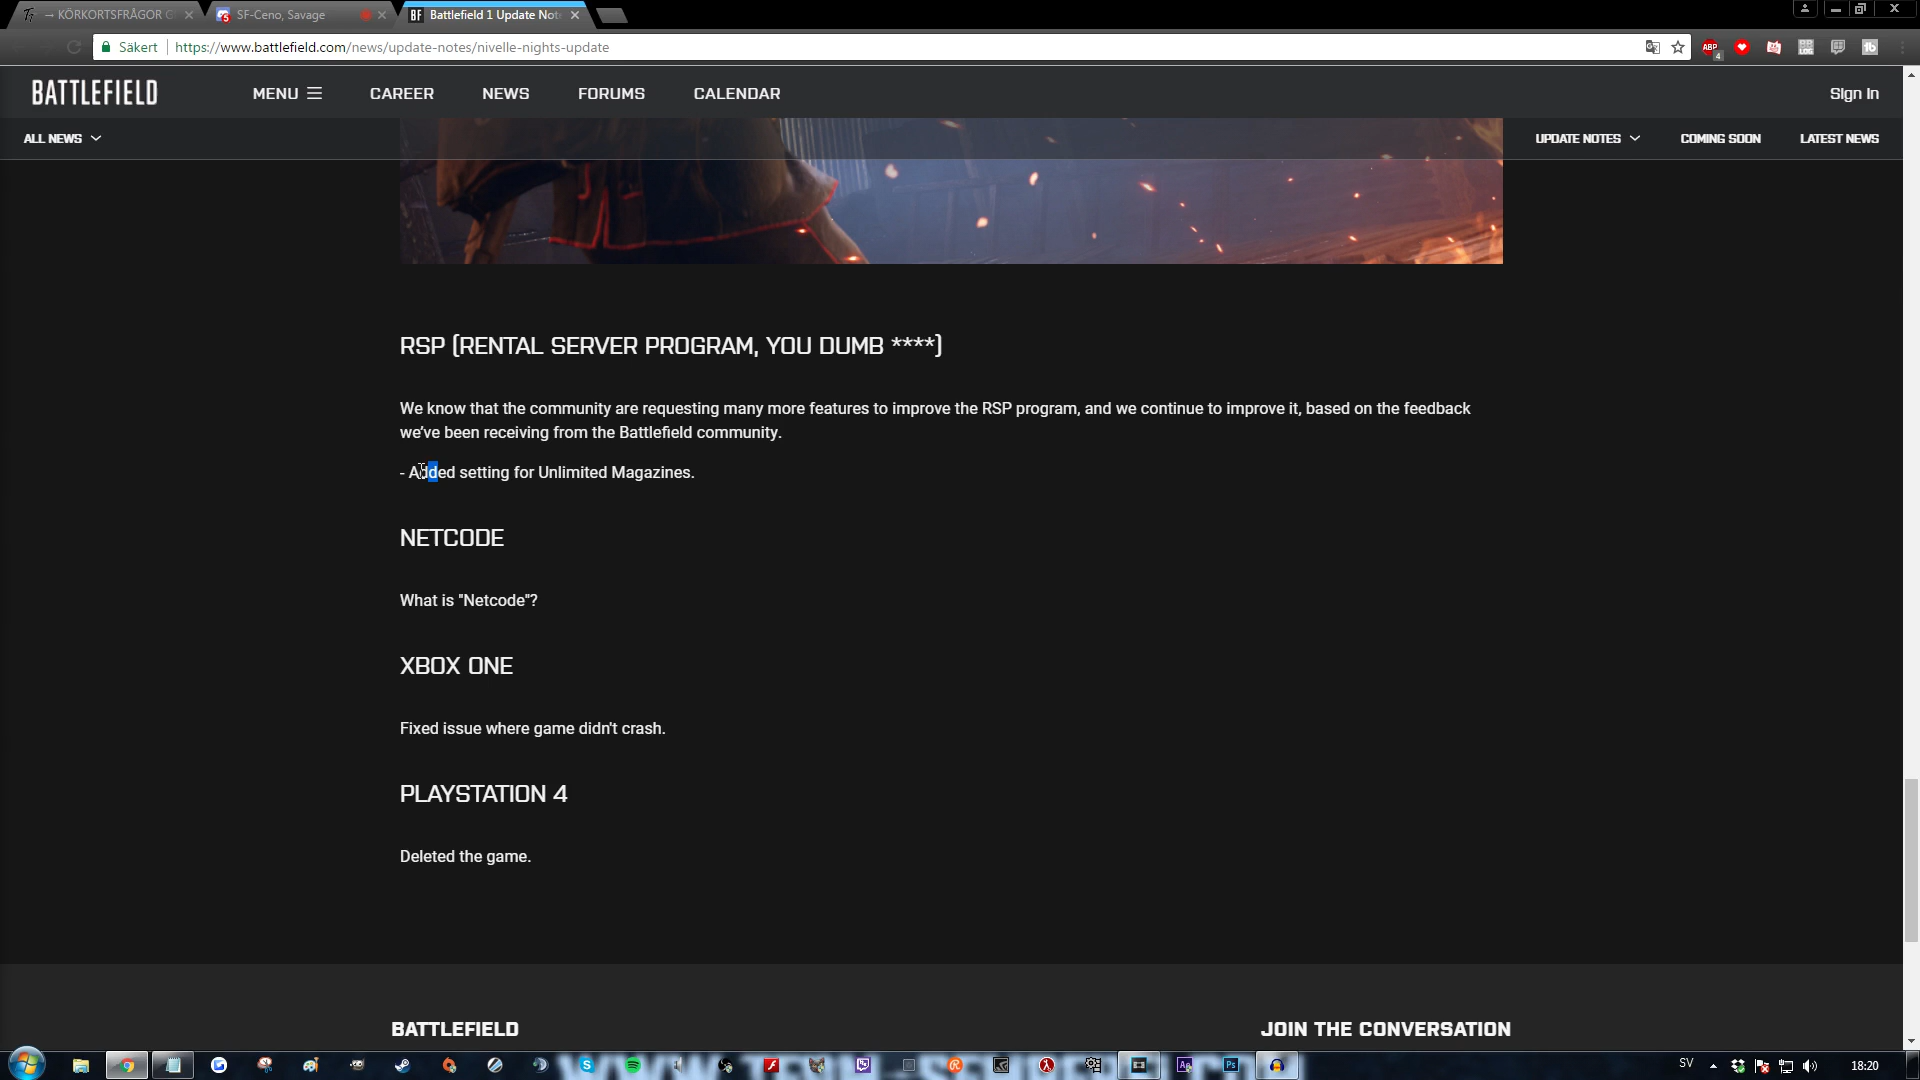 → KÖRKORTSFRÅGOR G
SF-Ceno, Savage
Battlefield 1 Update Not
Säkert
https://www.battlefield.com/news/update-notes/nivelle-nights-update
ABP
4
BATTLEFIELD
MENU
CAREER
NEWS
FORUMS
CALENDAR
Sign In
ALL NEWS
UPDATE NOTES
COMING SOON
LATEST NEWS
RSP (RENTAL SERVER PROGRAM, YOU DUMB ****)
We know that the community are requesting many more features to improve the RSP program, and we continue to improve it, based on the feedback
we've been receiving from the Battlefield community.
- Added setting for Unlimited Magazines.
NETCODE
What is "Netcode"?
XBOX ONE
Fixed issue where game didn't crash.
PLAYSTATION 4
Deleted the game.
BATTLEFIELD
JOIN THE CONVERSATION
SV
18:20